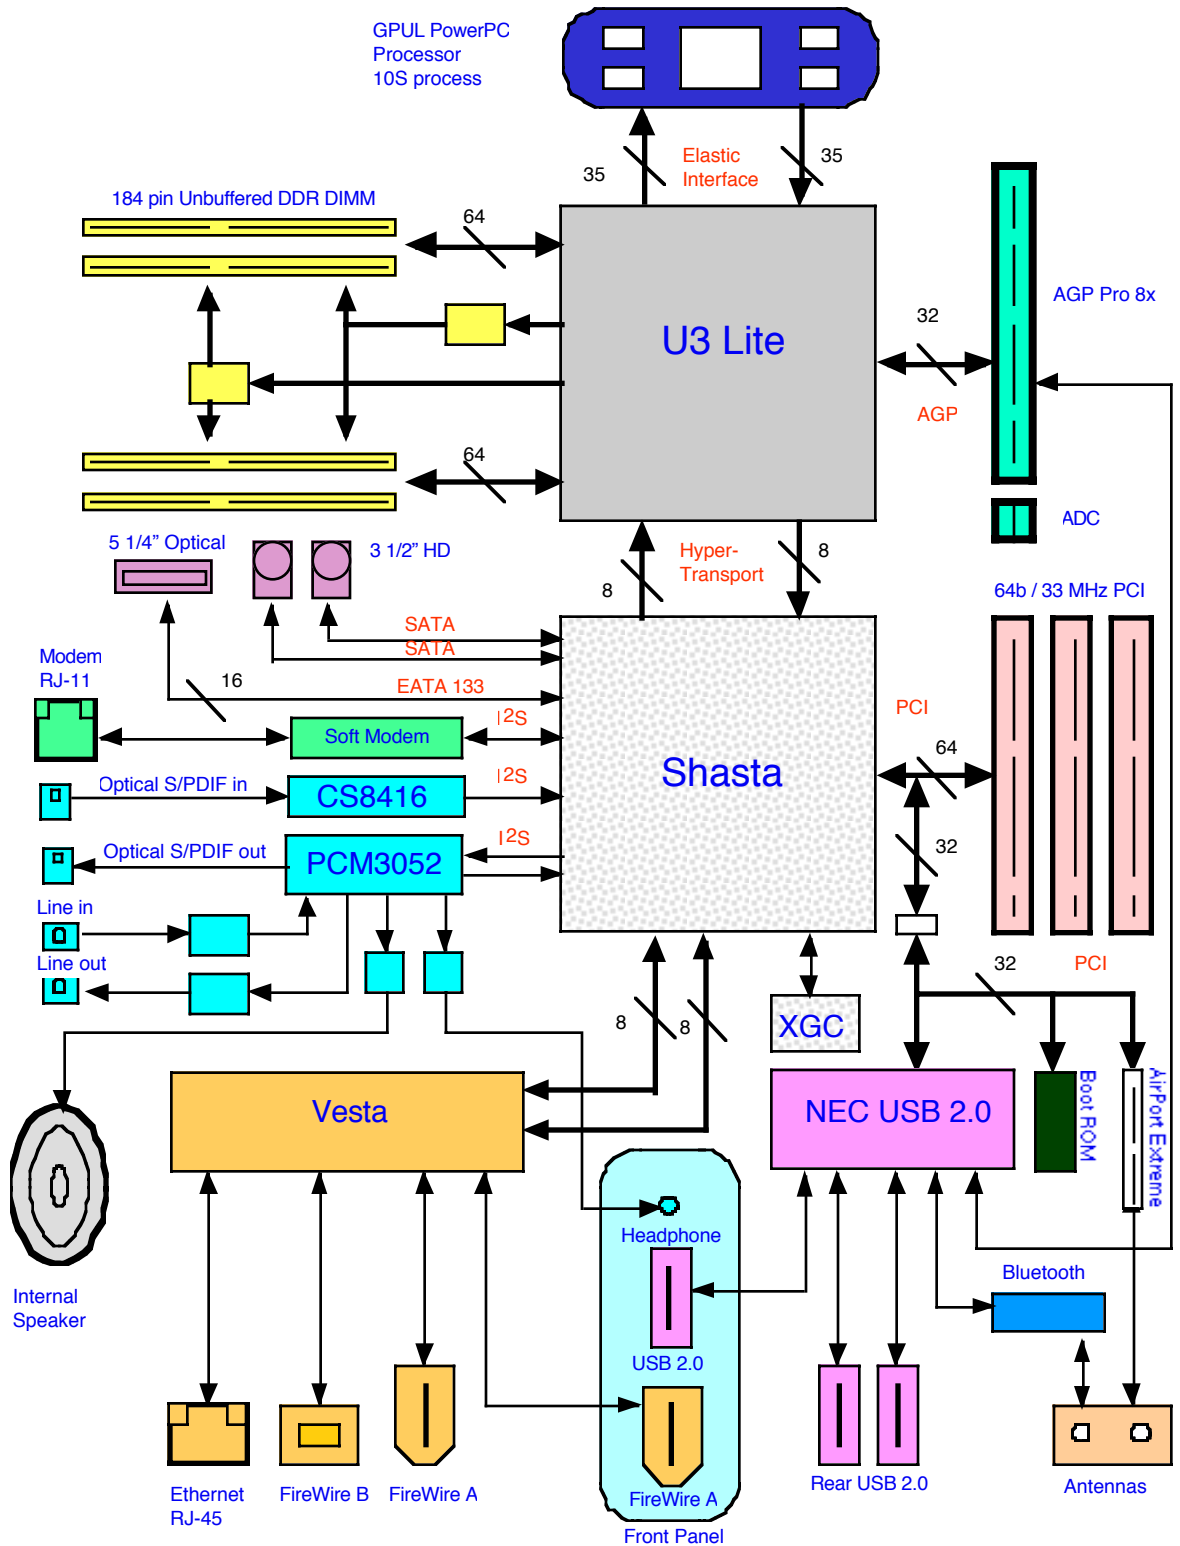 GPUL PowerPC
Processor
10S process
35
Elastic
Interface
35
184 pin Unbuffered DDR DIMM
64
U3 Lite
32
AGP
AGP Pro 8x
64
ADC
5 1/4” Optical
3 1/2” HD
Hyper-
Transport
8
8
64b / 33 MHz PCI
SATA
SATA
EATA 133
16
Modem
RJ-11
Soft Modem
I2S
PCI
64
Shasta
Optical S/PDIF in
CS8416
I2S
Optical S/PDIF out
PCM3052
I2S
32
Line in
Line out
32
PCI
8
8
XGC
Vesta
NEC USB 2.0
Boot ROM
AirPort Extreme
Headphone
Internal
Speaker
Bluetooth
USB 2.0
Ethernet
RJ-45
FireWire B
FireWire A
FireWire A
Front Panel
Rear USB 2.0
Antennas